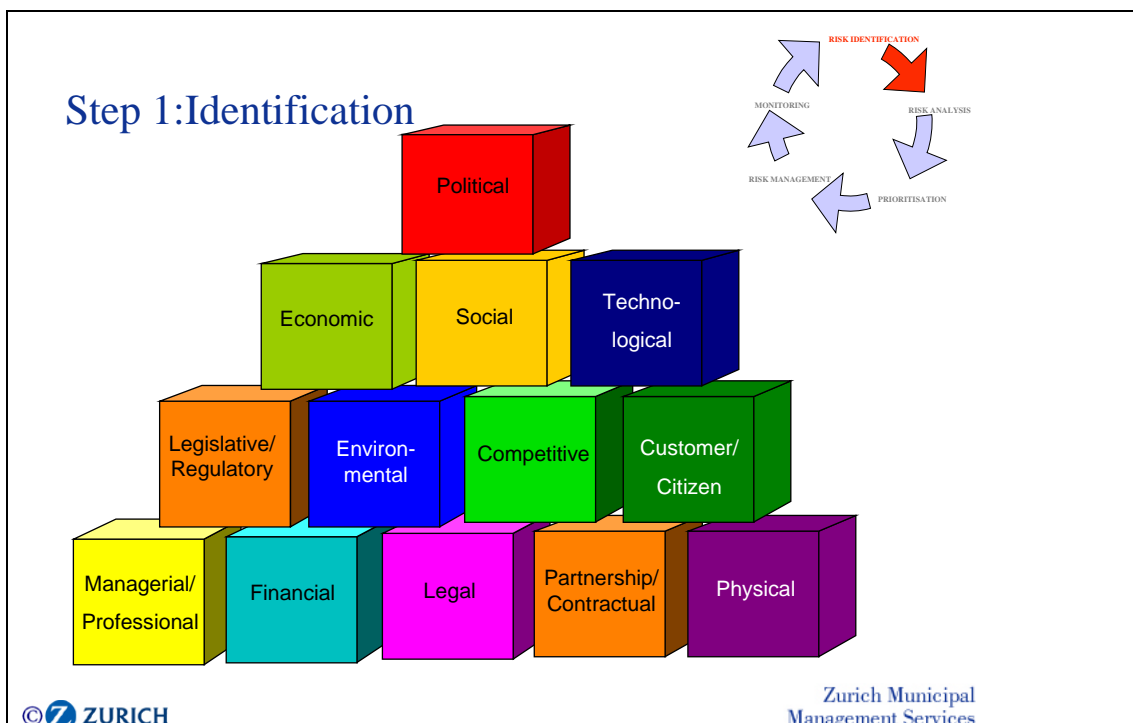 RISK IDENTIFICATION
Step 1:Identification
MONITORING
RISK ANALYSIS
RISK MANAGEMENT
PRIORITISATION
Political
Economic
Social
Techno-
logical
Legislative/
Regulatory
Environ-
mental
Competitive
Customer/
Citizen
Managerial/
Professional
Financial
Legal
Partnership/
Contractual
Physical
© ZURICH
Zurich Municipal
Management Services